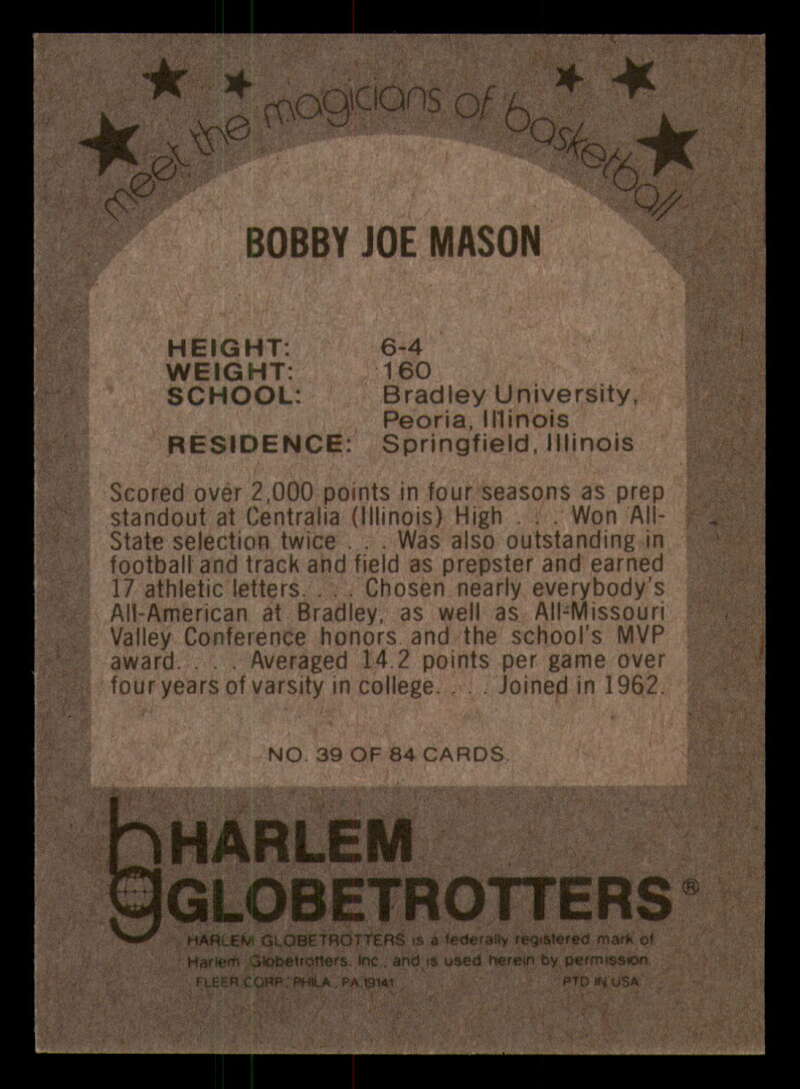 meet the magicians of basketball
BOBBY JOE MASON
HEIGHT: 6-4
WEIGHT: 160
SCHOOL: Bradley University,
Peoria, Illinois
RESIDENCE: Springfield, Illinois
Scored over 2,000 points in four seasons as prep
standout at Centralia (Illinois) High . . . Won All-
State selection twice . . . Was also outstanding in
football and track and field as prepster and earned
17 athletic letters. . . . Chosen nearly everybody's
All-American at Bradley, as well as All-Missouri
Valley Conference honors and the school's MVP
award. . . . Averaged 14.2 points per game over
four years of varsity in college. . . . Joined in 1962.
NO. 39 OF 84 CARDS
hg HARLEM
GLOBETROTTERS®
HARLEM GLOBETROTTERS is a federally registered mark of
Harlem Globetrotters, Inc., and is used herein by permission
FLEER CORP., PHILA., PA 19141 PTD IN USA